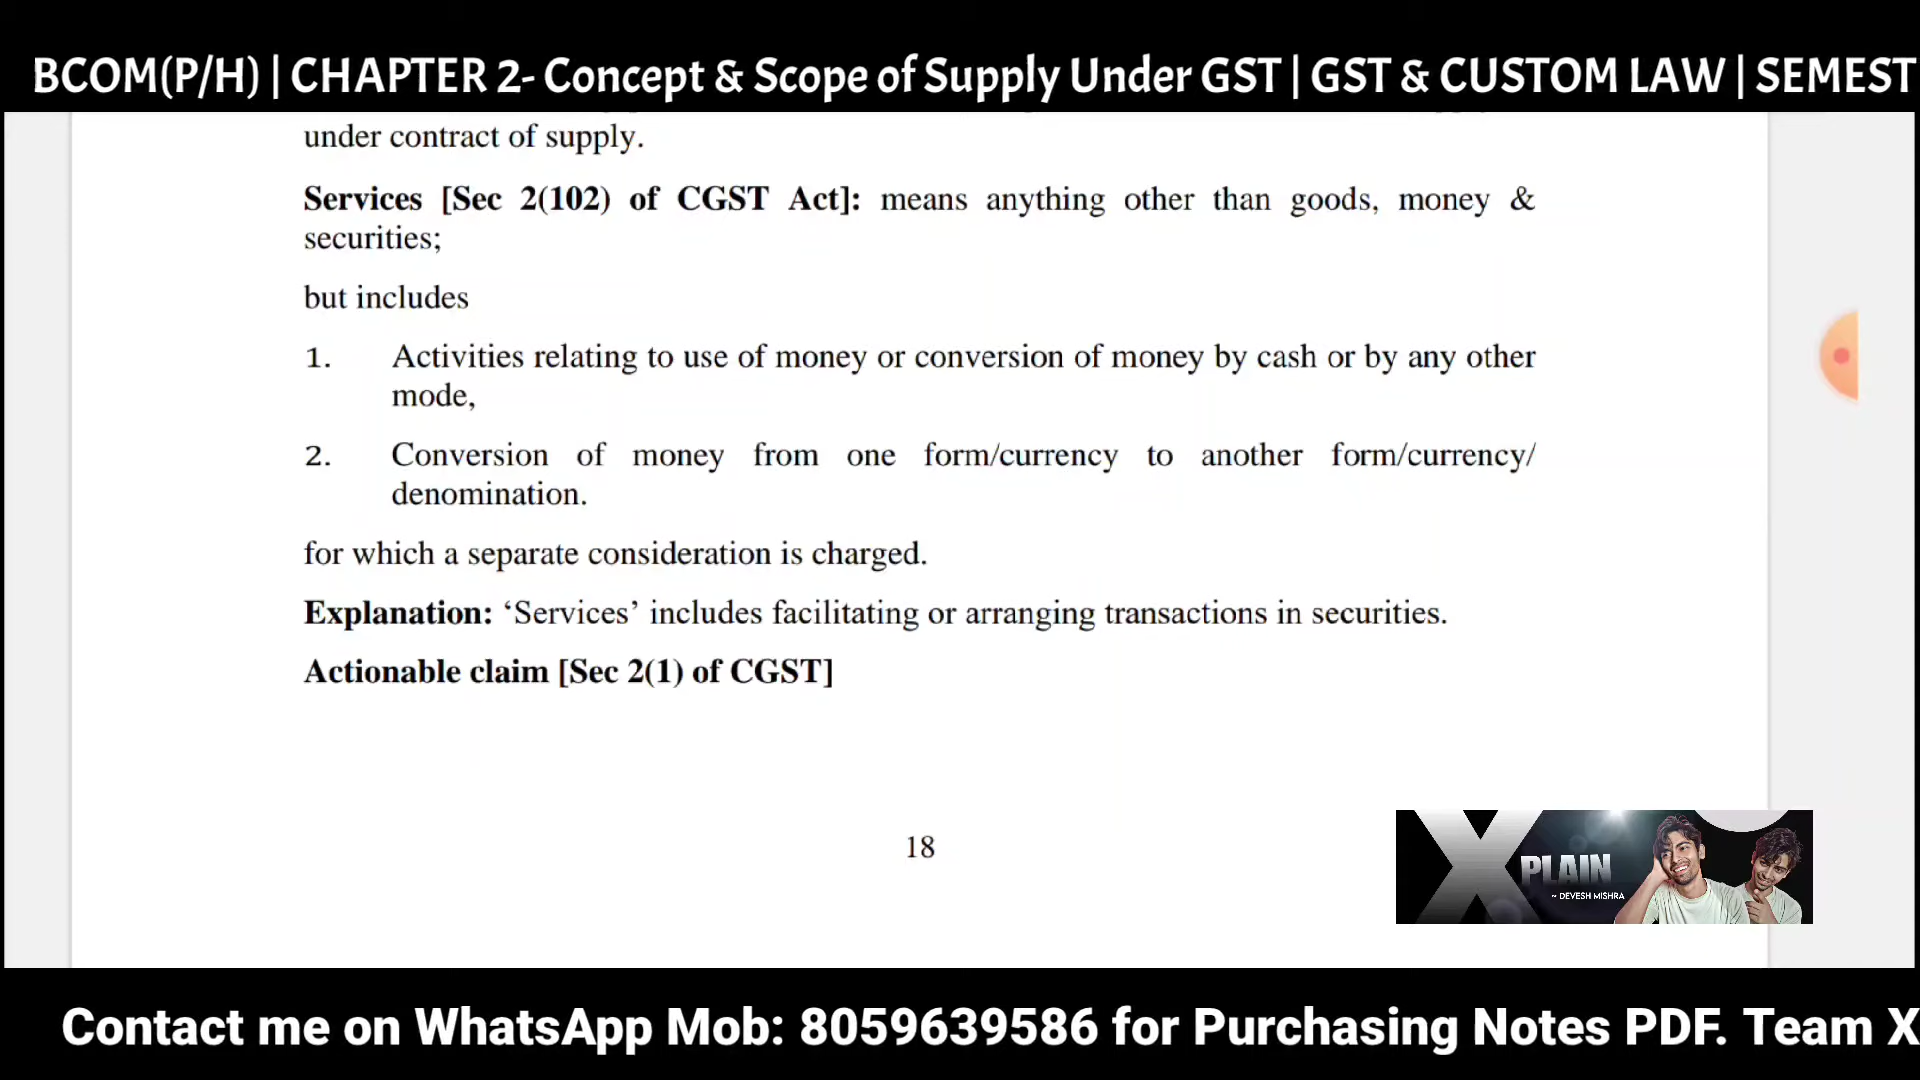 BCOM(P/H) | CHAPTER 2- Concept & Scope of Supply Under GST | GST & CUSTOM LAW | SEMEST
under contract of supply.
Services [Sec 2(102) of CGST Act]: means anything other than goods, money &
securities;
but includes
1. Activities relating to use of money or conversion of money by cash or by any other
mode,
2. Conversion of money from one form/currency to another form/currency/
denomination.
for which a separate consideration is charged.
Explanation: ‘Services’ includes facilitating or arranging transactions in securities.
Actionable claim [Sec 2(1) of CGST]
18
XPLAIN
~ DEVESH MISHRA
Contact me on WhatsApp Mob: 8059639586 for Purchasing Notes PDF. Team X